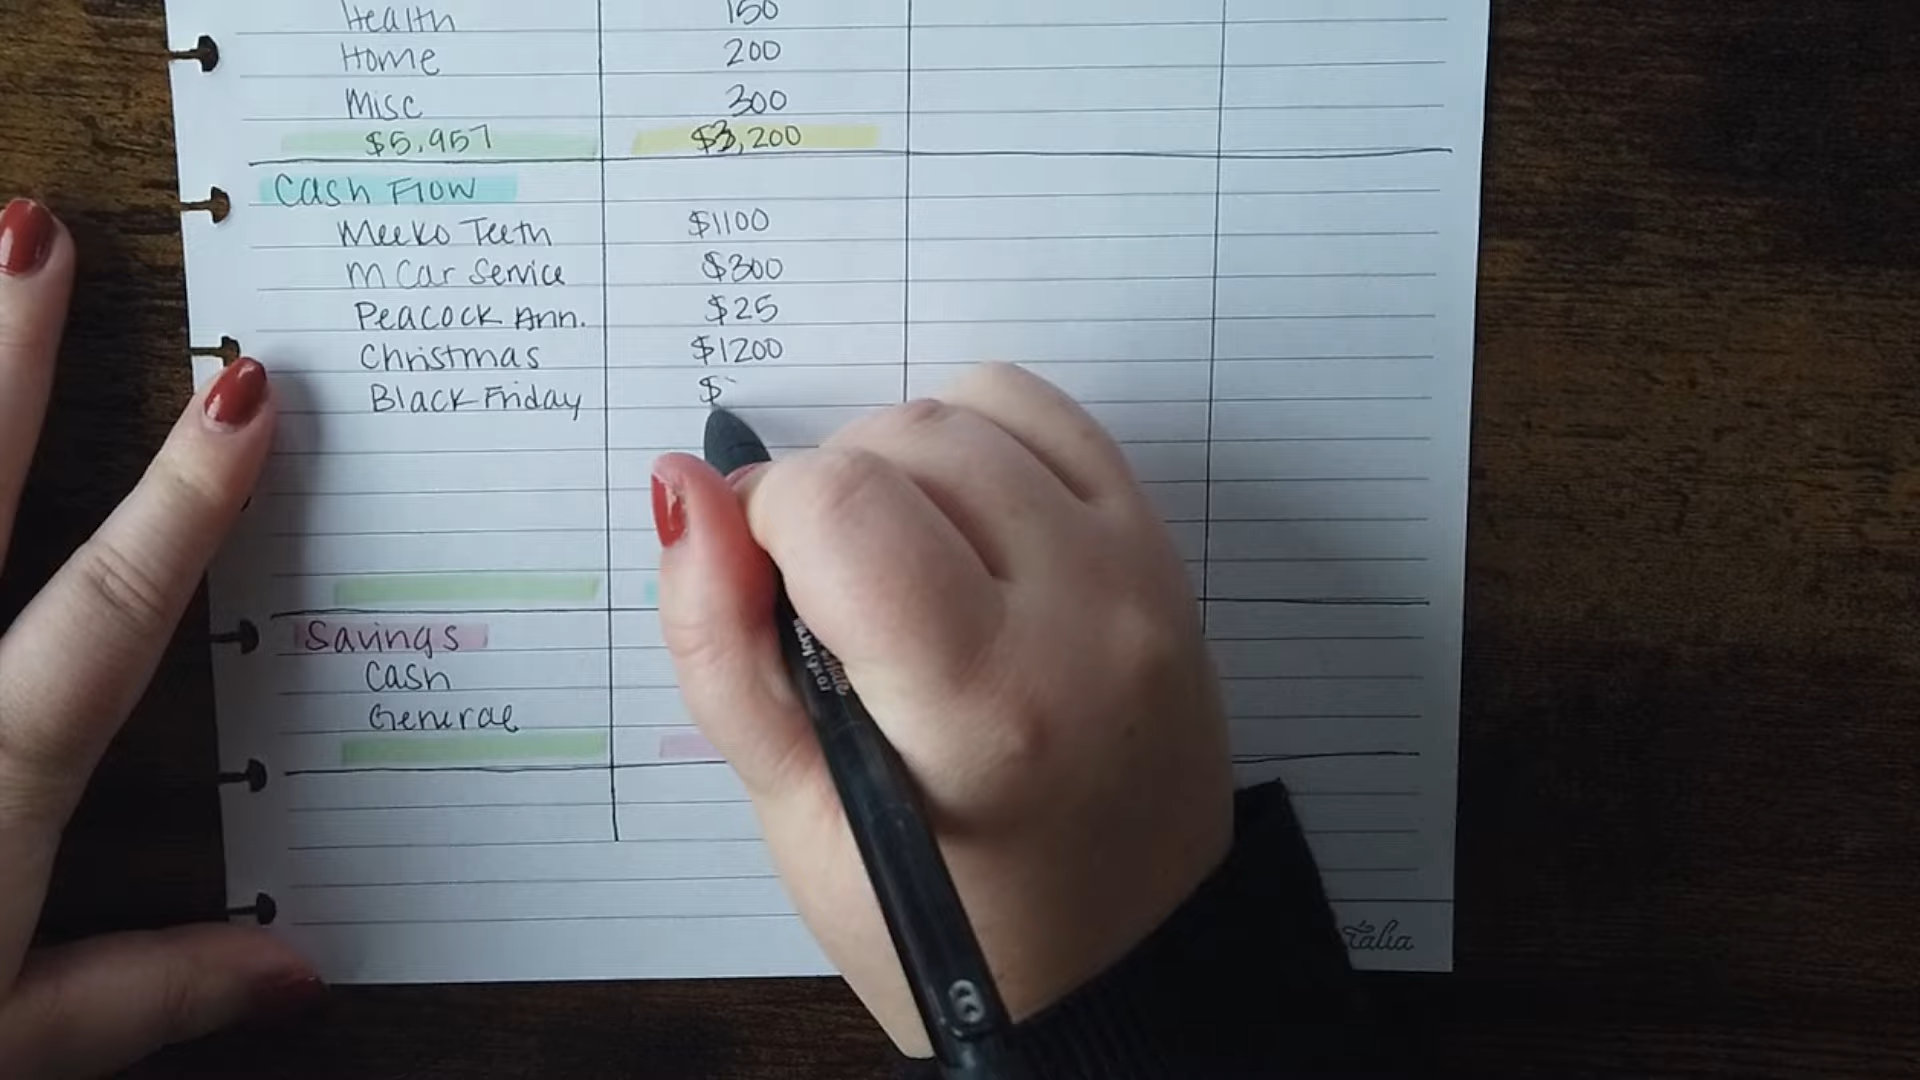 Health 150
Home 200
Misc 300
$5,957 $3,200
Cash Flow
Meeko Teeth $1100
M Car Service $300
Peacock Ann. $25
Christmas $1200
Black Friday $
Savings
Cash
General